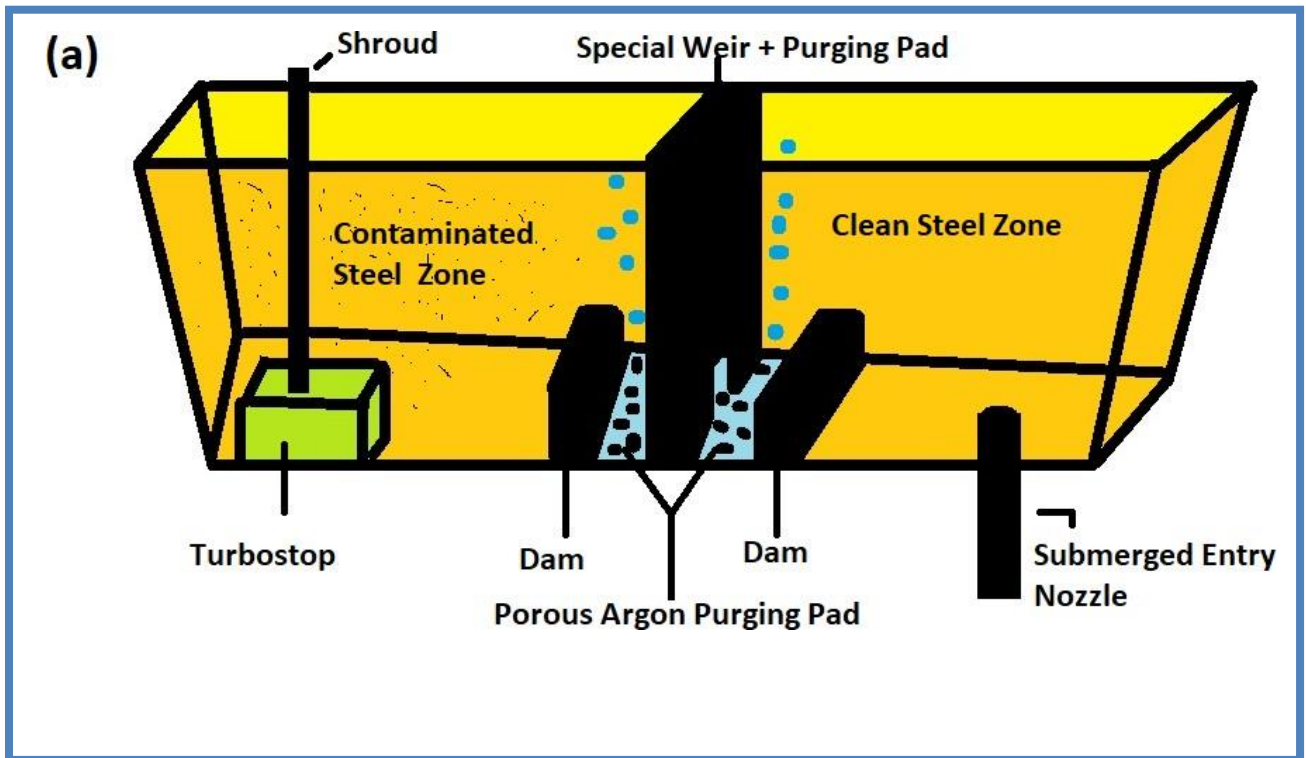 (a)
Shroud
Special Weir + Purging Pad
Contaminated
Steel Zone
Clean Steel Zone
Turbostop
Dam
Dam
Porous Argon Purging Pad
Submerged Entry
Nozzle